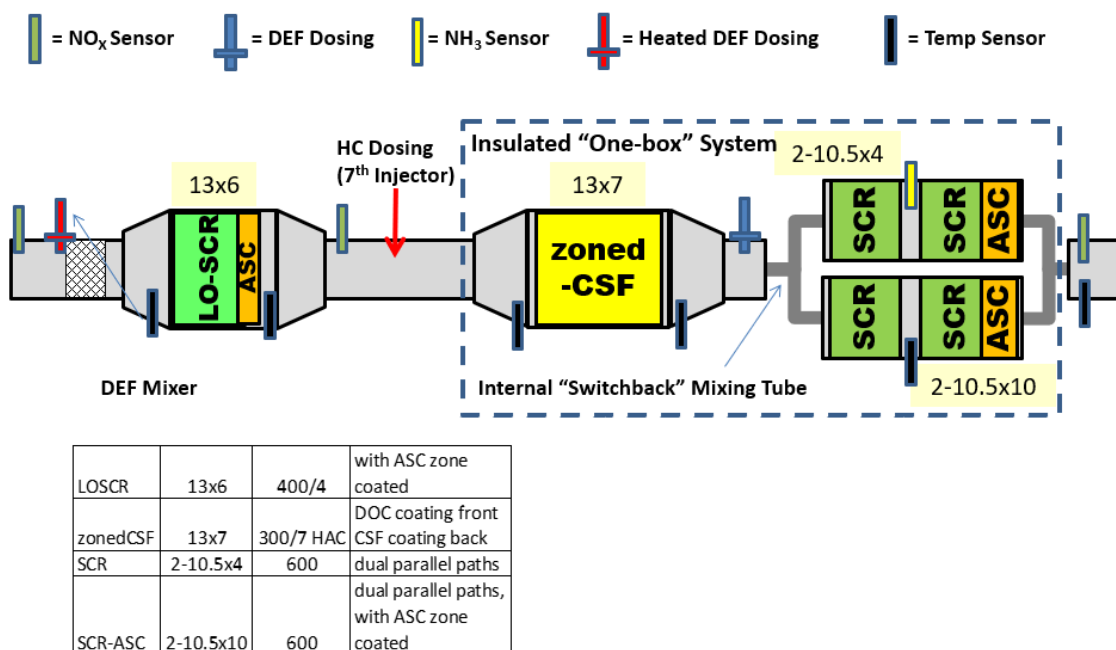 = NOX Sensor
= DEF Dosing
= NH3 Sensor
= Heated DEF Dosing
= Temp Sensor
HC Dosing
(7th Injector)
Insulated “One-box” System
2-10.5x4
13x6
13x7
LO-SCR
ASC
zoned
-CSF
SCR
SCR
ASC
SCR
SCR
ASC
DEF Mixer
Internal “Switchback” Mixing Tube
2-10.5x10
LOSCR 13x6 400/4 with ASC zone
coated
zonedCSF 13x7 300/7 HAC DOC coating front
CSF coating back
SCR 2-10.5x4 600 dual parallel paths
SCR-ASC 2-10.5x10 600 dual parallel paths,
with ASC zone
coated